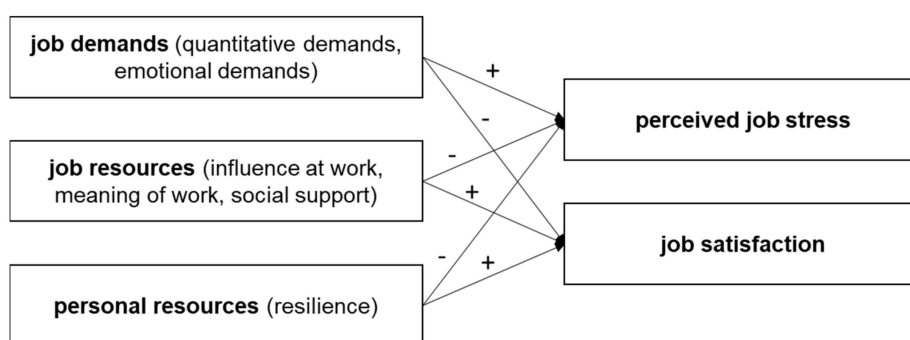 job demands (quantitative demands,
emotional demands)
+
perceived job stress
-
-
job resources (influence at work,
meaning of work, social support)
+
job satisfaction
-
+
personal resources (resilience)